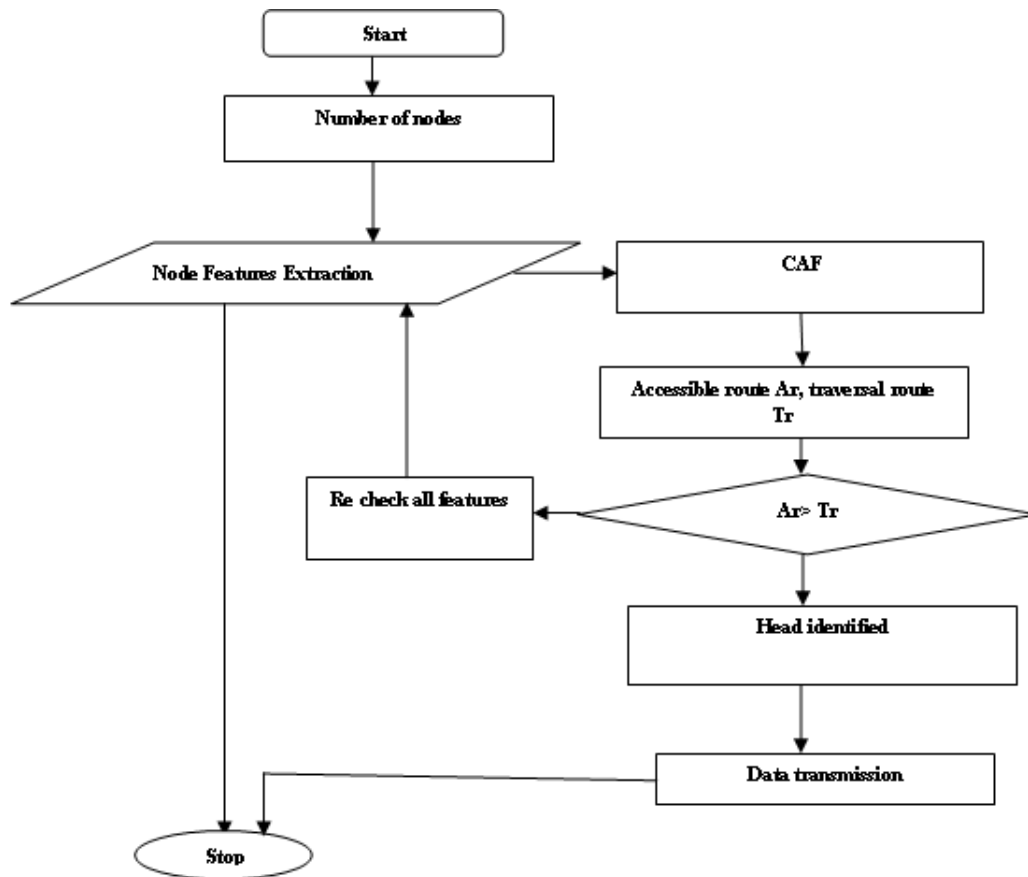 Start
Number of nodes
Node Features Extraction
CAF
Accessible route Ar, traversal route
Tr
Re check all features
Ar> Tr
Head identified
Data transmission
Stop